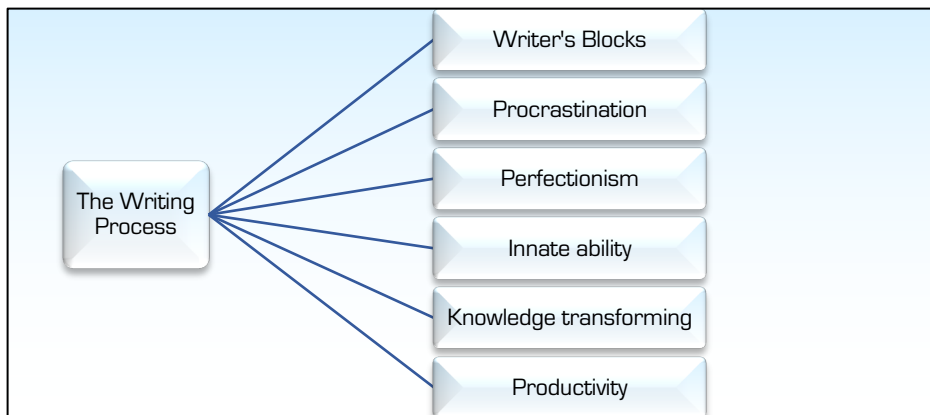 The Writing
Process
Writer's Blocks
Procrastination
Perfectionism
Innate ability
Knowledge transforming
Productivity